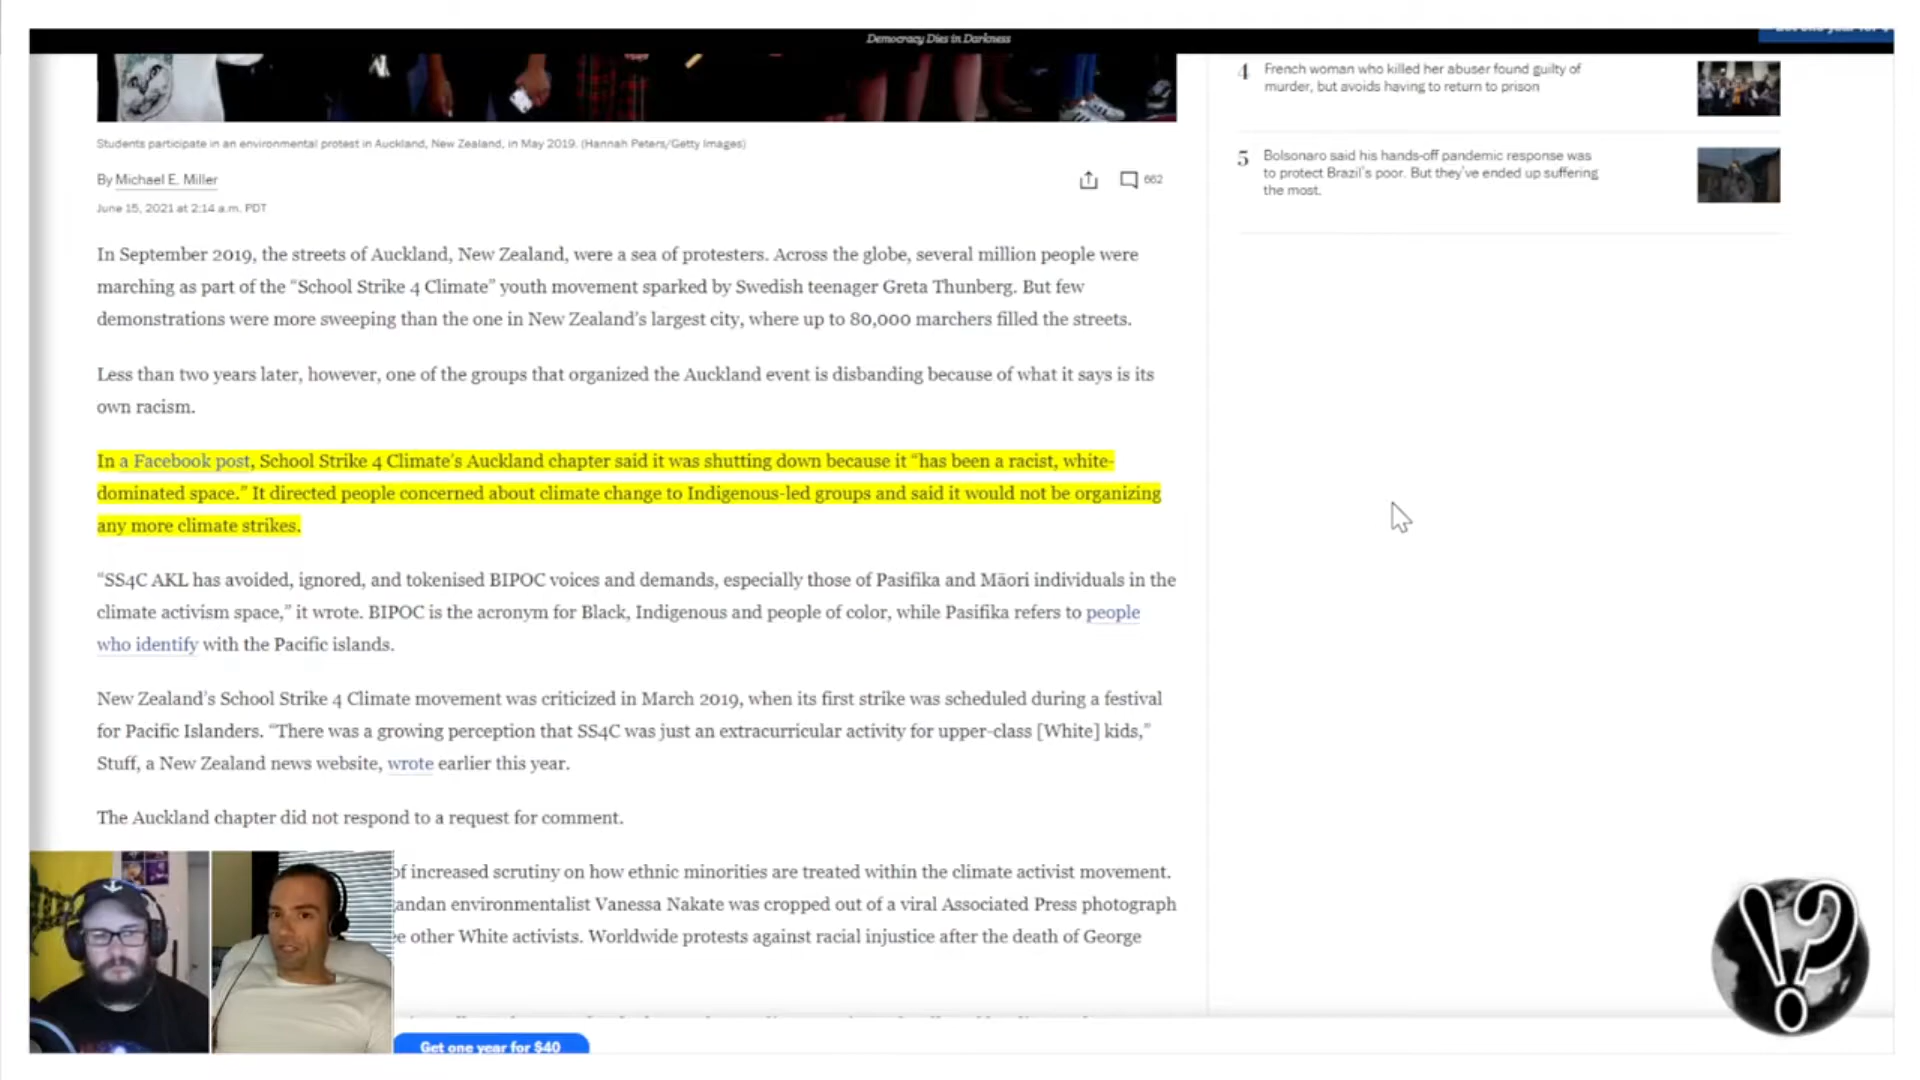 Democracy Dies in Darkness
Students participate in an environmental protest in Auckland, New Zealand, in May 2019. (Hannah Peters/Getty Images)
By Michael E. Miller
662
June 15, 2021 at 2:14 a.m. PDT
In September 2019, the streets of Auckland, New Zealand, were a sea of protesters. Across the globe, several million people were
marching as part of the “School Strike 4 Climate” youth movement sparked by Swedish teenager Greta Thunberg. But few
demonstrations were more sweeping than the one in New Zealand’s largest city, where up to 80,000 marchers filled the streets.
Less than two years later, however, one of the groups that organized the Auckland event is disbanding because of what it says is its
own racism.
In a Facebook post, School Strike 4 Climate’s Auckland chapter said it was shutting down because it “has been a racist, white-
dominated space.” It directed people concerned about climate change to Indigenous-led groups and said it would not be organizing
any more climate strikes.
“SS4C AKL has avoided, ignored, and tokenised BIPOC voices and demands, especially those of Pasifika and Māori individuals in the
climate activism space,” it wrote. BIPOC is the acronym for Black, Indigenous and people of color, while Pasifika refers to people
who identify with the Pacific islands.
New Zealand’s School Strike 4 Climate movement was criticized in March 2019, when its first strike was scheduled during a festival
for Pacific Islanders. “There was a growing perception that SS4C was just an extracurricular activity for upper-class [White] kids,”
Stuff, a New Zealand news website, wrote earlier this year.
The Auckland chapter did not respond to a request for comment.
of increased scrutiny on how ethnic minorities are treated within the climate activist movement.
andan environmentalist Vanessa Nakate was cropped out of a viral Associated Press photograph
e other White activists. Worldwide protests against racial injustice after the death of George
Get one year for $40
4 French woman who killed her abuser found guilty of
murder, but avoids having to return to prison
5 Bolsonaro said his hands-off pandemic response was
to protect Brazil’s poor. But they’ve ended up suffering
the most.
!?